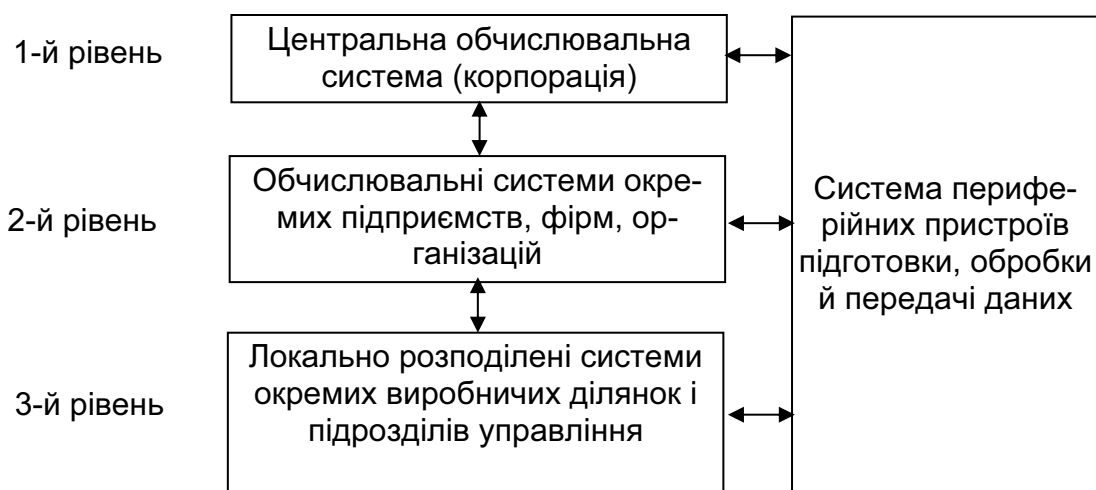 1-й рівень
Центральна обчислювальна
система (корпорація)
2-й рівень
Обчислювальні системи окре-
мих підприємств, фірм, ор-
ганізацій
3-й рівень
Локально розподілені системи
окремих виробничих ділянок і
підрозділів управління
Система перифе-
рійних пристроїв
підготовки, обробки
й передачі даних